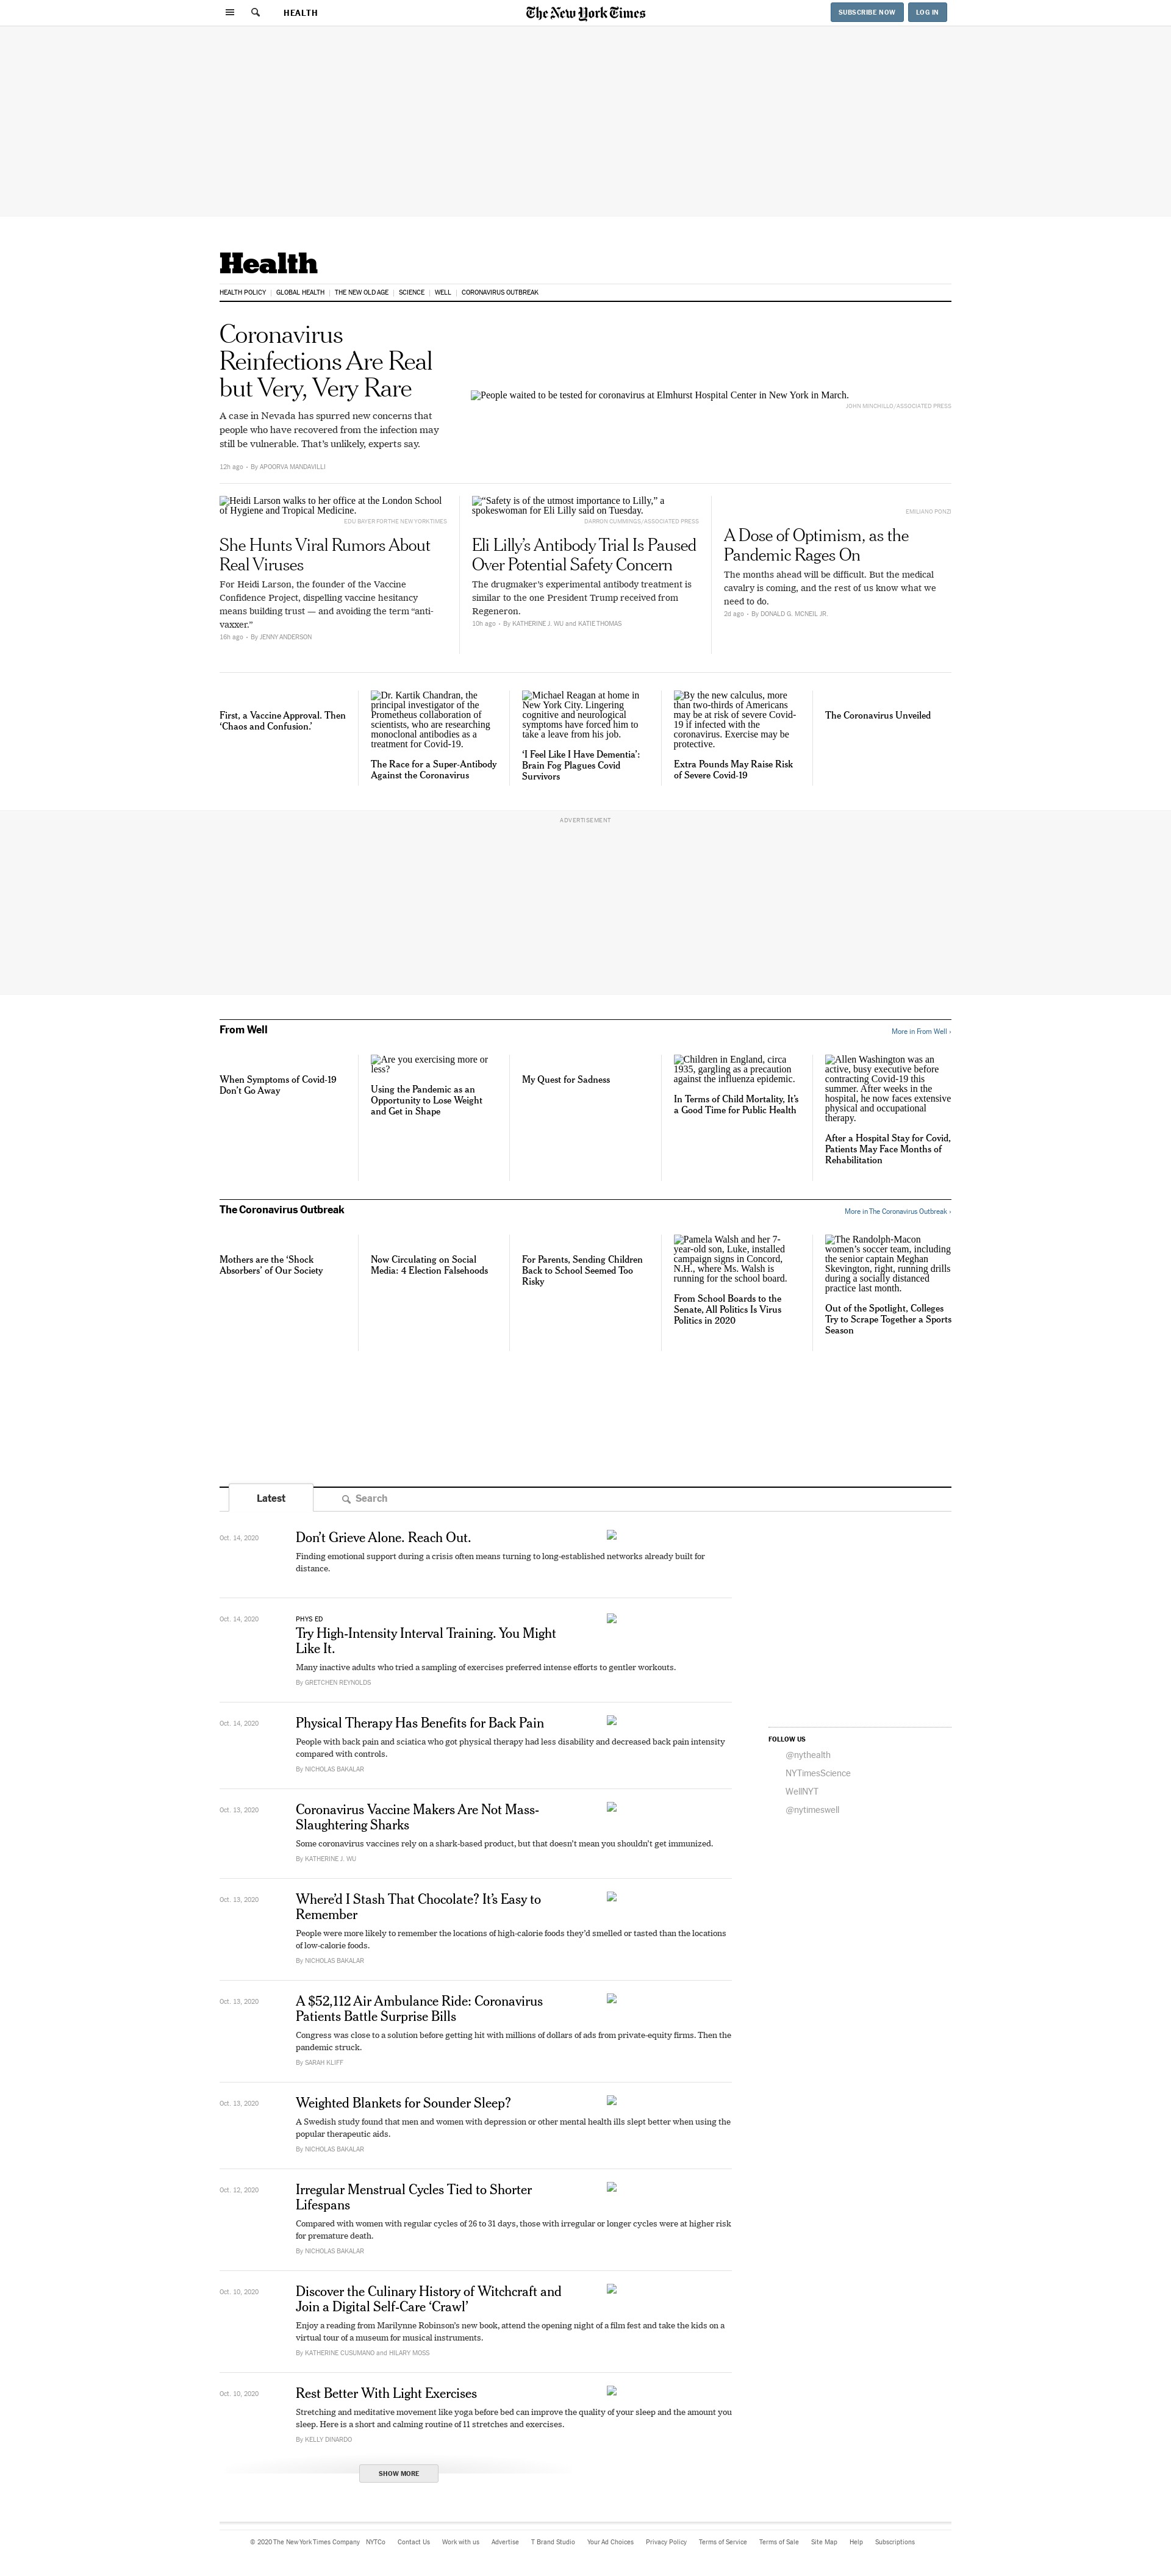 HEALTH
The New York Times
SUBSCRIBE NOW
LOG IN
Health
HEALTH POLICY
GLOBAL HEALTH
THE NEW OLD AGE
SCIENCE
WELL
CORONAVIRUS OUTBREAK
Coronavirus
Reinfections Are Real
but Very, Very Rare
A case in Nevada has spurred new concerns that
people who have recovered from the infection may
still be vulnerable. That’s unlikely, experts say.
12h ago • By APOORVA MANDAVILLI
People waited to be tested for coronavirus at Elmhurst Hospital Center in New York in March.
JOHN MINCHILLO/ASSOCIATED PRESS
Heidi Larson walks to her office at the London School
of Hygiene and Tropical Medicine.
EDU BAYER FOR THE NEW YORK TIMES
She Hunts Viral Rumors About
Real Viruses
For Heidi Larson, the founder of the Vaccine
Confidence Project, dispelling vaccine hesitancy
means building trust — and avoiding the term “anti-
vaxxer.”
16h ago • By JENNY ANDERSON
“Safety is of the utmost importance to Lilly,” a
spokeswoman for Eli Lilly said on Tuesday.
DARRON CUMMINGS/ASSOCIATED PRESS
Eli Lilly’s Antibody Trial Is Paused
Over Potential Safety Concern
The drugmaker’s experimental antibody treatment is
similar to the one President Trump received from
Regeneron.
10h ago • By KATHERINE J. WU and KATIE THOMAS
EMILIANO PONZI
A Dose of Optimism, as the
Pandemic Rages On
The months ahead will be difficult. But the medical
cavalry is coming, and the rest of us know what we
need to do.
2d ago • By DONALD G. MCNEIL JR.
First, a Vaccine Approval. Then
‘Chaos and Confusion.’
Dr. Kartik Chandran, the
principal investigator of the
Prometheus collaboration of
scientists, who are researching
monoclonal antibodies as a
treatment for Covid-19.
The Race for a Super-Antibody
Against the Coronavirus
Michael Reagan at home in
New York City. Lingering
cognitive and neurological
symptoms have forced him to
take a leave from his job.
‘I Feel Like I Have Dementia’:
Brain Fog Plagues Covid
Survivors
By the new calculus, more
than two-thirds of Americans
may be at risk of severe Covid-
19 if infected with the
coronavirus. Exercise may be
protective.
Extra Pounds May Raise Risk
of Severe Covid-19
The Coronavirus Unveiled
ADVERTISEMENT
From Well
More in From Well ›
When Symptoms of Covid-19
Don’t Go Away
Are you exercising more or
less?
Using the Pandemic as an
Opportunity to Lose Weight
and Get in Shape
My Quest for Sadness
Children in England, circa
1935, gargling as a precaution
against the influenza epidemic.
In Terms of Child Mortality, It’s
a Good Time for Public Health
Allen Washington was an
active, busy executive before
contracting Covid-19 this
summer. After weeks in the
hospital, he now faces extensive
physical and occupational
therapy.
After a Hospital Stay for Covid,
Patients May Face Months of
Rehabilitation
The Coronavirus Outbreak
More in The Coronavirus Outbreak ›
Mothers are the ‘Shock
Absorbers’ of Our Society
Now Circulating on Social
Media: 4 Election Falsehoods
For Parents, Sending Children
Back to School Seemed Too
Risky
Pamela Walsh and her 7-
year-old son, Luke, installed
campaign signs in Concord,
N.H., where Ms. Walsh is
running for the school board.
From School Boards to the
Senate, All Politics Is Virus
Politics in 2020
The Randolph-Macon
women’s soccer team, including
the senior captain Meghan
Skevington, right, running drills
during a socially distanced
practice last month.
Out of the Spotlight, Colleges
Try to Scrape Together a Sports
Season
Latest
Search
Oct. 14, 2020
Don’t Grieve Alone. Reach Out.
Finding emotional support during a crisis often means turning to long-established networks already built for
distance.
Oct. 14, 2020
PHYS ED
Try High-Intensity Interval Training. You Might
Like It.
Many inactive adults who tried a sampling of exercises preferred intense efforts to gentler workouts.
By GRETCHEN REYNOLDS
Oct. 14, 2020
Physical Therapy Has Benefits for Back Pain
People with back pain and sciatica who got physical therapy had less disability and decreased back pain intensity
compared with controls.
By NICHOLAS BAKALAR
FOLLOW US
@nythealth
NYTimesScience
WellNYT
@nytimeswell
Oct. 13, 2020
Coronavirus Vaccine Makers Are Not Mass-
Slaughtering Sharks
Some coronavirus vaccines rely on a shark-based product, but that doesn’t mean you shouldn’t get immunized.
By KATHERINE J. WU
Oct. 13, 2020
Where’d I Stash That Chocolate? It’s Easy to
Remember
People were more likely to remember the locations of high-calorie foods they’d smelled or tasted than the locations
of low-calorie foods.
By NICHOLAS BAKALAR
Oct. 13, 2020
A $52,112 Air Ambulance Ride: Coronavirus
Patients Battle Surprise Bills
Congress was close to a solution before getting hit with millions of dollars of ads from private-equity firms. Then the
pandemic struck.
By SARAH KLIFF
Oct. 13, 2020
Weighted Blankets for Sounder Sleep?
A Swedish study found that men and women with depression or other mental health ills slept better when using the
popular therapeutic aids.
By NICHOLAS BAKALAR
Oct. 12, 2020
Irregular Menstrual Cycles Tied to Shorter
Lifespans
Compared with women with regular cycles of 26 to 31 days, those with irregular or longer cycles were at higher risk
for premature death.
By NICHOLAS BAKALAR
Oct. 10, 2020
Discover the Culinary History of Witchcraft and
Join a Digital Self-Care ‘Crawl’
Enjoy a reading from Marilynne Robinson’s new book, attend the opening night of a film fest and take the kids on a
virtual tour of a museum for musical instruments.
By KATHERINE CUSUMANO and HILARY MOSS
Oct. 10, 2020
Rest Better With Light Exercises
Stretching and meditative movement like yoga before bed can improve the quality of your sleep and the amount you
sleep. Here is a short and calming routine of 11 stretches and exercises.
By KELLY DINARDO
SHOW MORE
© 2020 The New York Times Company NYTCo Contact Us Work with us Advertise T Brand Studio Your Ad Choices Privacy Policy Terms of Service Terms of Sale Site Map Help Subscriptions